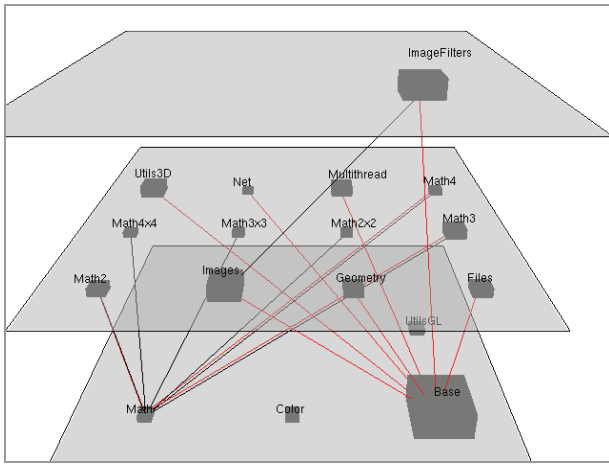 ImageFilters
Utils3D
Net
Multithread
Math4
Math4x4
Math3x3
Math2x2
Math3
Math2
Images
Geometry
Files
UtilsGL
Math
Color
Base